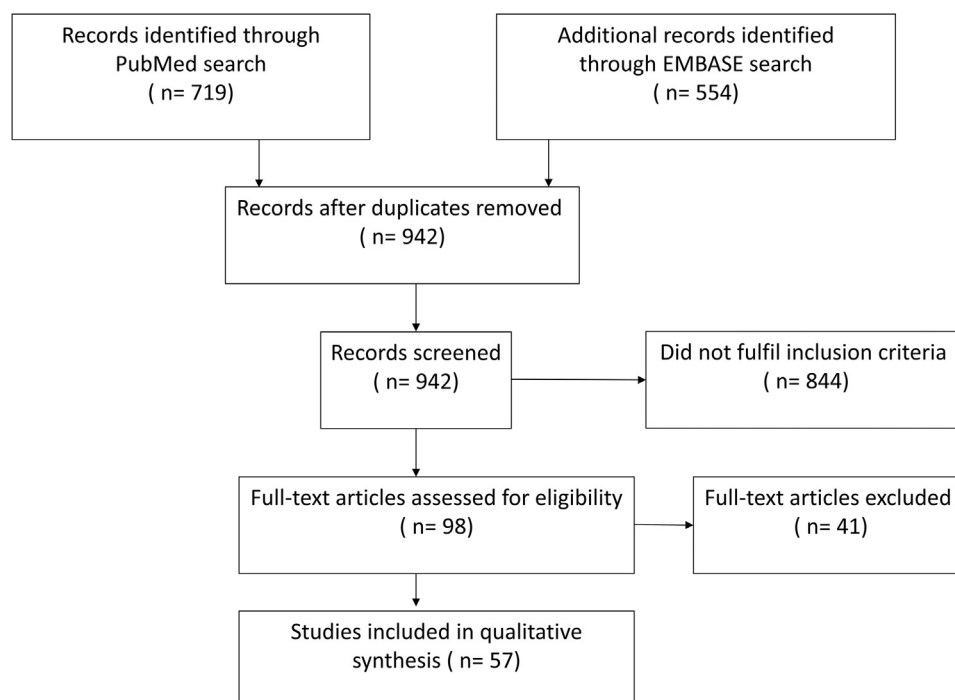 Records identified through
PubMed search
( n= 719)
Additional records identified
through EMBASE search
( n= 554)
Records after duplicates removed
( n= 942)
Records screened
( n= 942)
Did not fulfil inclusion criteria
( n= 844)
Full-text articles assessed for eligibility
( n= 98)
Full-text articles excluded
( n= 41)
Studies included in qualitative
synthesis ( n= 57)